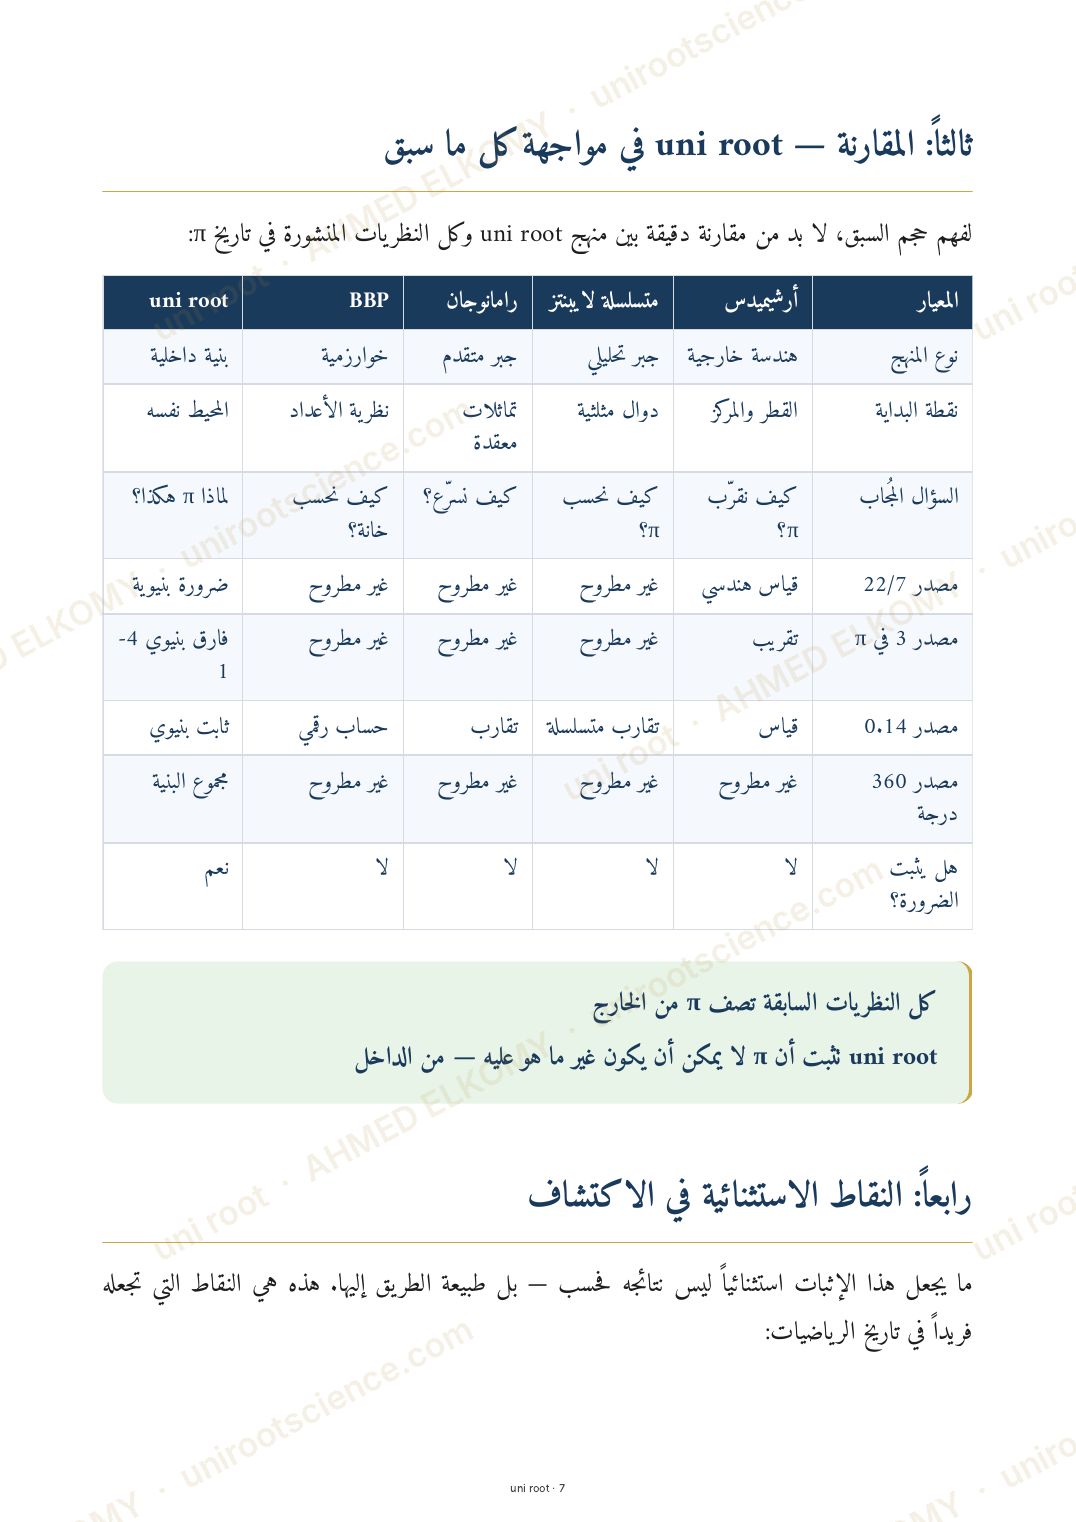 ثالثاً: المقارنة — uni root في مواجهة كل ما سبق
لفهم حجم السبق، لا بد من مقارنة دقيقة بين منهج uni root وكل النظريات المنشورة في تاريخ π:
المعيار أرشيميدس متسلسلة لايبنتز رامانوجان BBP uni root
نوع المنهج هندسة خارجية جبر تحليلي جبر متقدم خوارزمية بنية داخلية
نقطة البداية القطر والمركز دوال مثلثية تماثلات معقدة نظرية الأعداد المحيط نفسه
السؤال المجُاب كيف نقرّب π؟ كيف نحسب π؟ كيف نسرّع؟ كيف نحسب خانة؟ لماذا π هكذا؟
مصدر 22/7 قياس هندسي غير مطروح غير مطروح غير مطروح ضرورة بنيوية
مصدر 3 في π تقريب غير مطروح غير مطروح غير مطروح فارق بنيوي 4-1
مصدر 0.14 قياس تقارب متسلسلة تقارب حساب رقمي ثابت بنيوي
مصدر 360 درجة غير مطروح غير مطروح غير مطروح غير مطروح مجموع البنية
هل يثبت الضرورة؟ لا لا لا لا نعم
كل النظريات السابقة تصف π من الخارج
uni root تثبت أن π لا يمكن أن يكون غير ما هو عليه — من الداخل
رابعاً: النقاط الاستثنائية في الاكتشاف
ما يجعل هذا الإثبات استثنائياً ليس نتائجه فحسب — بل طبيعة الطريق إليها. هذه هي النقاط التي تجعله
فريداً في تاريخ الرياضيات:
uni root · 7
uni root · AHMED ELKOMY · unirootscience.com